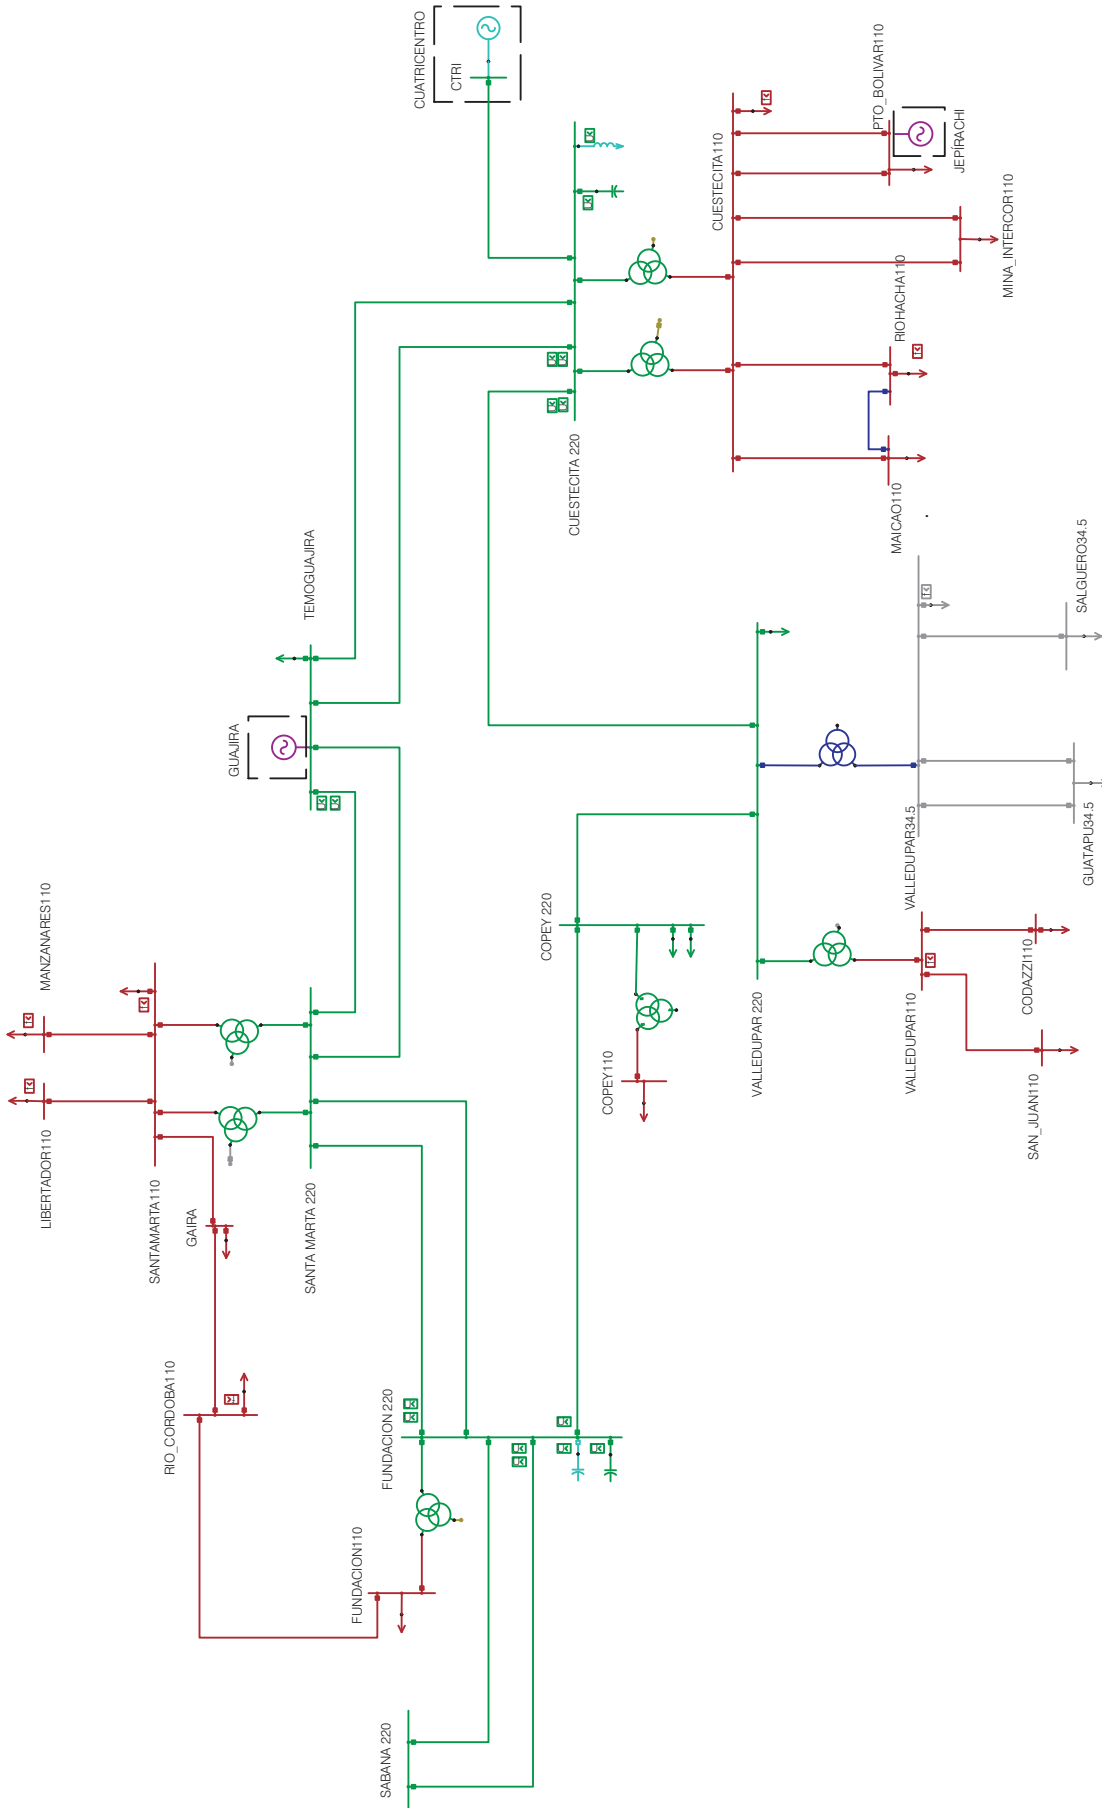 CUATRICENTRO
CTRI
PTO_BOLIVAR110
JEPÍRACHI
CUESTECITA110
MINA_INTERCOR110
RIOHACHA110
CUESTECITA 220
MAICAO110
TEMOGUAJIRA
GUAJIRA
SALGUERO34.5
GUATAPU34.5
VALLEDUPAR34.5
MANZANARES110
LIBERTADOR110
SANTAMARTA110
GAIRA
SANTA MARTA 220
COPEY 220
COPEY110
VALLEDUPAR 220
VALLEDUPAR110
CODAZZI110
SAN_JUAN110
RIO_CORDOBA110
FUNDACION 220
FUNDACION110
SABANA 220